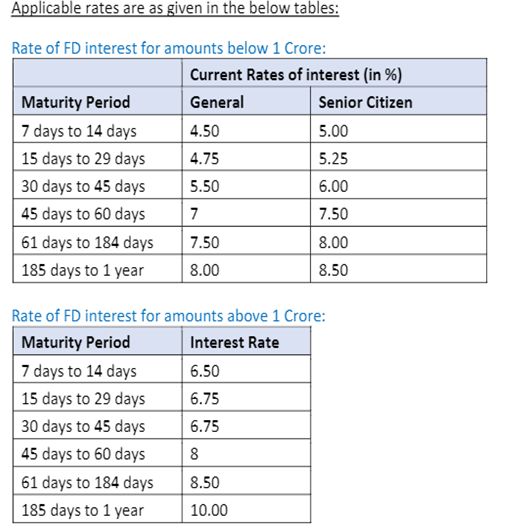 Applicable rates are as given in the below tables:
Rate of FD interest for amounts below 1 Crore:
Current Rates of interest (in %)
Maturity Period General Senior Citizen
7 days to 14 days 4.50 5.00
15 days to 29 days 4.75 5.25
30 days to 45 days 5.50 6.00
45 days to 60 days 7 7.50
61 days to 184 days 7.50 8.00
185 days to 1 year 8.00 8.50
Rate of FD interest for amounts above 1 Crore:
Maturity Period Interest Rate
7 days to 14 days 6.50
15 days to 29 days 6.75
30 days to 45 days 6.75
45 days to 60 days 8
61 days to 184 days 8.50
185 days to 1 year 10.00